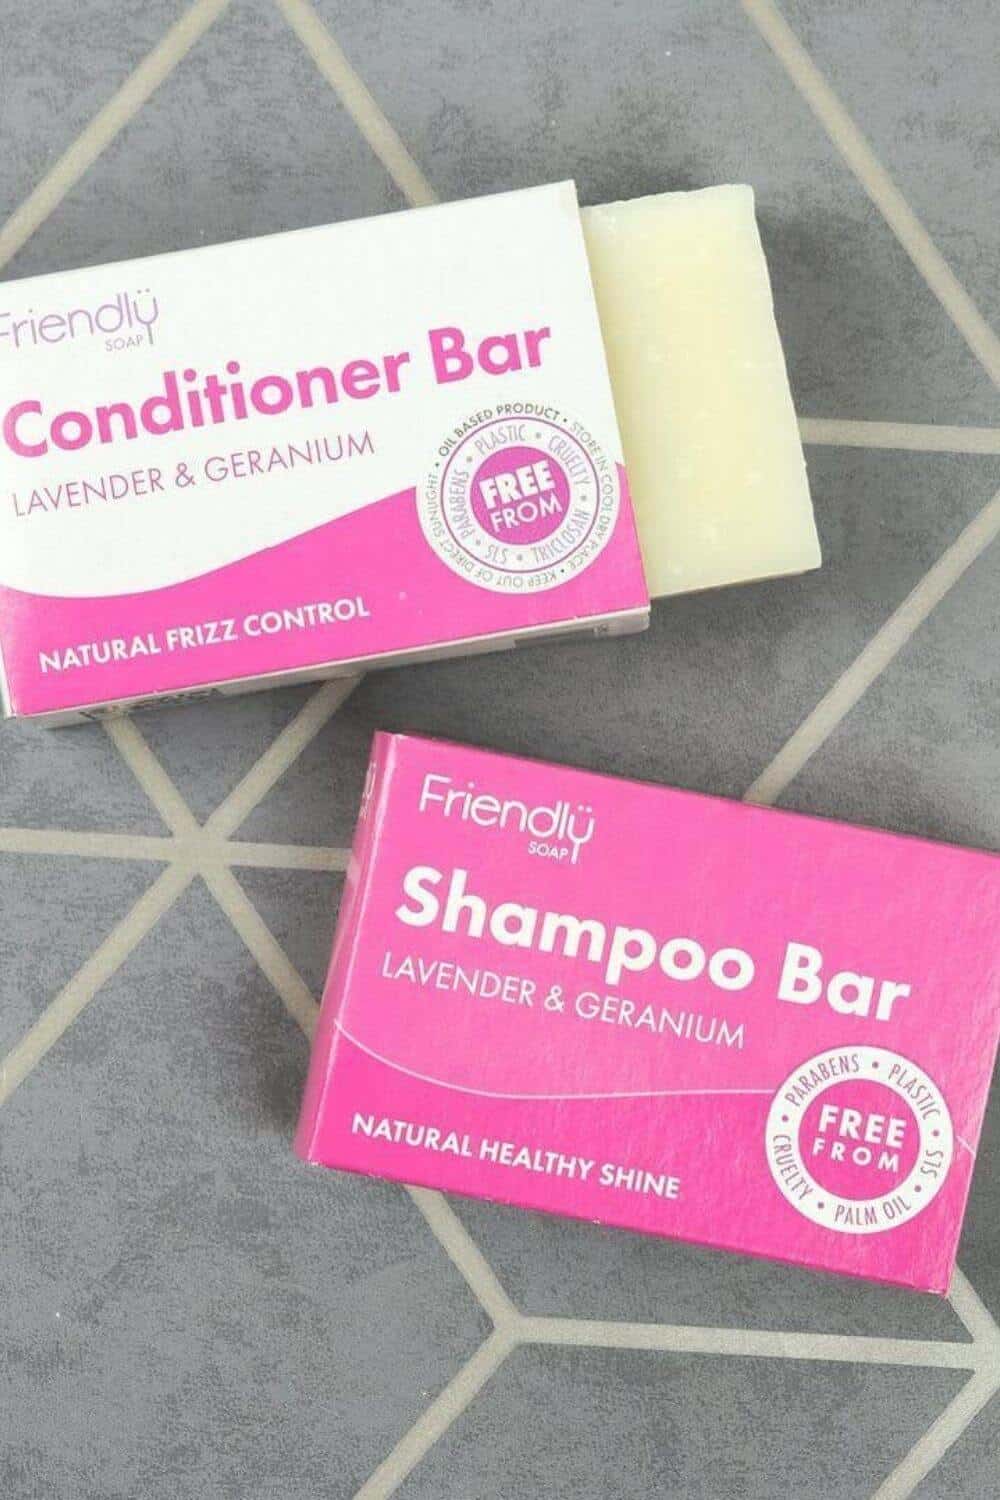 Friendlÿ
SOAP
Conditioner Bar
LAVENDER & GERANIUM
NATURAL FRIZZ CONTROL
OIL BASED PRODUCT • STORE IN COOL DRY PLACE • KEEP OUT OF DIRECT SUNLIGHT •
PARABENS • PLASTIC • CRUELTY • TRICLOSAN • SLS •
FREE
FROM
Friendlÿ
SOAP
Shampoo Bar
LAVENDER & GERANIUM
NATURAL HEALTHY SHINE
PARABENS • PLASTIC • SLS • PALM OIL • CRUELTY •
FREE
FROM